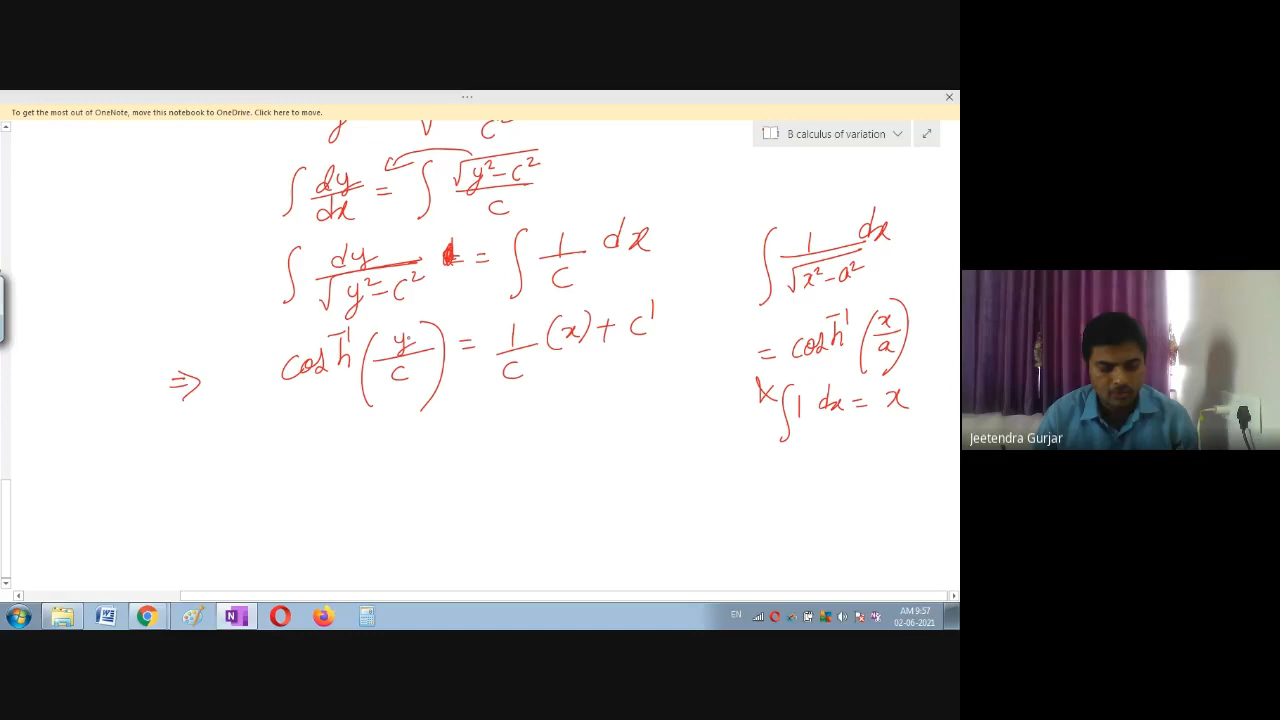 To get the most out of OneNote, move this notebook to OneDrive. Click here to move.
B calculus of variation
y √ c²
∫ dy/dx = ∫ √(y²-c²)/c
∫ dy/√(y²-c²) = ∫ 1/c dx
∫ 1/√(x²-a²) dx
cosh⁻¹(y/c) = 1/c (x) + c'
= cosh⁻¹(x/a)
⇒
∫ 1 dx = x
Jeetendra Gurjar
EN
AM 9:57
02-06-2021